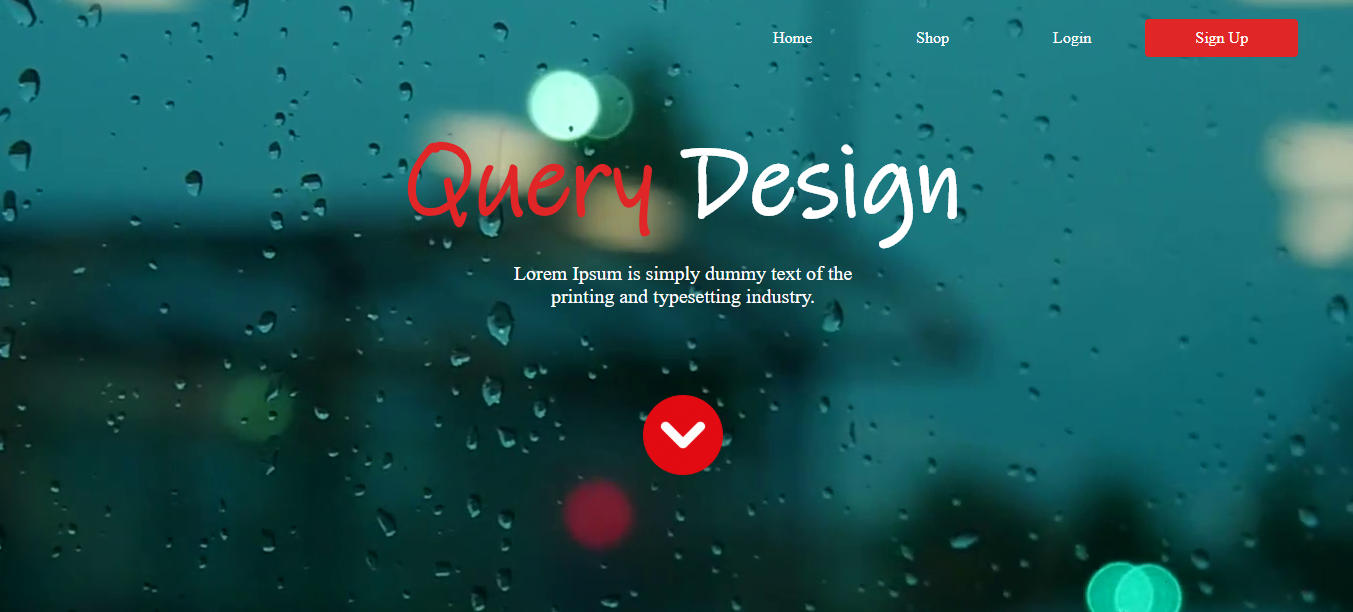 Home Shop Login Sign Up
Query Design
Lorem Ipsum is simply dummy text of the
printing and typesetting industry.